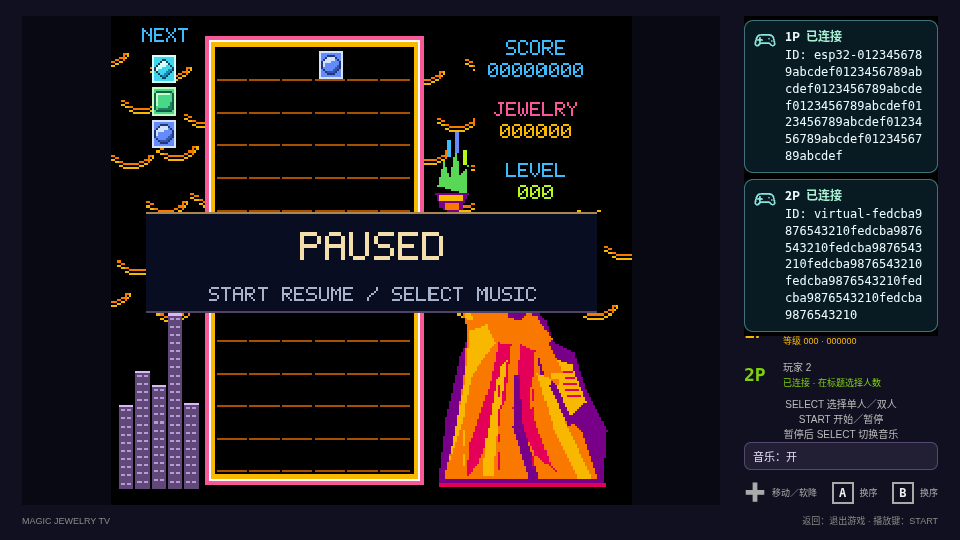 NEXT
SCORE
00000000
JEWELRY
000000
LEVEL
000
PAUSED
START RESUME / SELECT MUSIC
1P 已连接
ID: esp32-012345678
9abcdef0123456789ab
cdef0123456789abcde
f0123456789abcdef01
23456789abcdef01234
56789abcdef01234567
89abcdef
2P 已连接
ID: virtual-fedcba9
876543210fedcba9876
543210fedcba9876543
210fedcba9876543210
fedcba9876543210fed
cba9876543210fedcba
9876543210
等级 000 · 000000
2P 玩家 2
已连接 · 在标题选择人数
SELECT 选择单人／双人
START 开始／暂停
暂停后 SELECT 切换音乐
音乐: 开
移动／软降 A 换序 B 换序
MAGIC JEWELRY TV
返回: 退出游戏 · 播放键: START